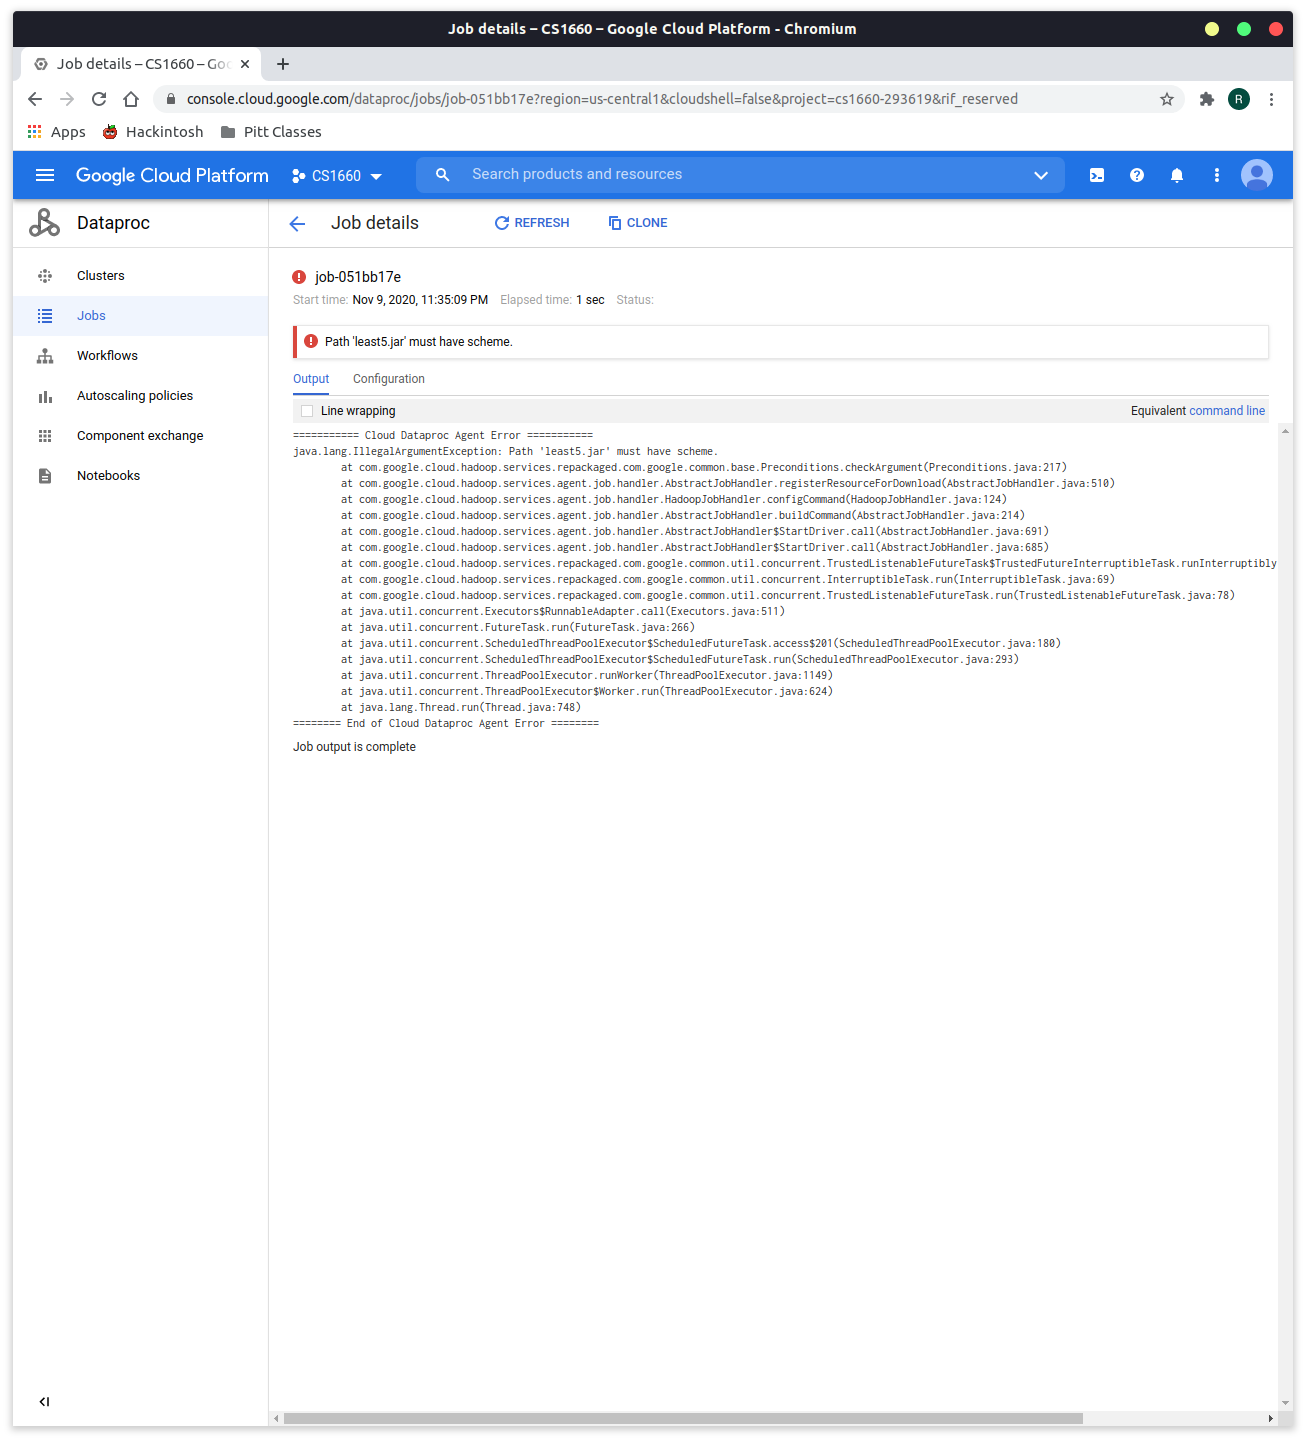 Job details – CS1660 – Google Cloud Platform - Chromium
Job details – CS1660 – Goo
console.cloud.google.com/dataproc/jobs/job-051bb17e?region=us-central1&cloudshell=false&project=cs1660-293619&rif_reserved
R
Apps Hackintosh Pitt Classes
Google Cloud Platform CS1660 Search products and resources
Dataproc Job details REFRESH CLONE
Clusters
Jobs
Workflows
Autoscaling policies
Component exchange
Notebooks
job-051bb17e
Start time: Nov 9, 2020, 11:35:09 PM Elapsed time: 1 sec Status:
Path 'least5.jar' must have scheme.
Output Configuration
Line wrapping Equivalent command line
=========== Cloud Dataproc Agent Error ===========
java.lang.IllegalArgumentException: Path 'least5.jar' must have scheme.
at com.google.cloud.hadoop.services.repackaged.com.google.common.base.Preconditions.checkArgument(Preconditions.java:217)
at com.google.cloud.hadoop.services.agent.job.handler.AbstractJobHandler.registerResourceForDownload(AbstractJobHandler.java:510)
at com.google.cloud.hadoop.services.agent.job.handler.HadoopJobHandler.configCommand(HadoopJobHandler.java:124)
at com.google.cloud.hadoop.services.agent.job.handler.AbstractJobHandler.buildCommand(AbstractJobHandler.java:214)
at com.google.cloud.hadoop.services.agent.job.handler.AbstractJobHandler$StartDriver.call(AbstractJobHandler.java:691)
at com.google.cloud.hadoop.services.agent.job.handler.AbstractJobHandler$StartDriver.call(AbstractJobHandler.java:685)
at com.google.cloud.hadoop.services.repackaged.com.google.common.util.concurrent.TrustedListenableFutureTask$TrustedFutureInterruptibleTask.runInterruptibly
at com.google.cloud.hadoop.services.repackaged.com.google.common.util.concurrent.InterruptibleTask.run(InterruptibleTask.java:69)
at com.google.cloud.hadoop.services.repackaged.com.google.common.util.concurrent.TrustedListenableFutureTask.run(TrustedListenableFutureTask.java:78)
at java.util.concurrent.Executors$RunnableAdapter.call(Executors.java:511)
at java.util.concurrent.FutureTask.run(FutureTask.java:266)
at java.util.concurrent.ScheduledThreadPoolExecutor$ScheduledFutureTask.access$201(ScheduledThreadPoolExecutor.java:180)
at java.util.concurrent.ScheduledThreadPoolExecutor$ScheduledFutureTask.run(ScheduledThreadPoolExecutor.java:293)
at java.util.concurrent.ThreadPoolExecutor.runWorker(ThreadPoolExecutor.java:1149)
at java.util.concurrent.ThreadPoolExecutor$Worker.run(ThreadPoolExecutor.java:624)
at java.lang.Thread.run(Thread.java:748)
======== End of Cloud Dataproc Agent Error ========
Job output is complete